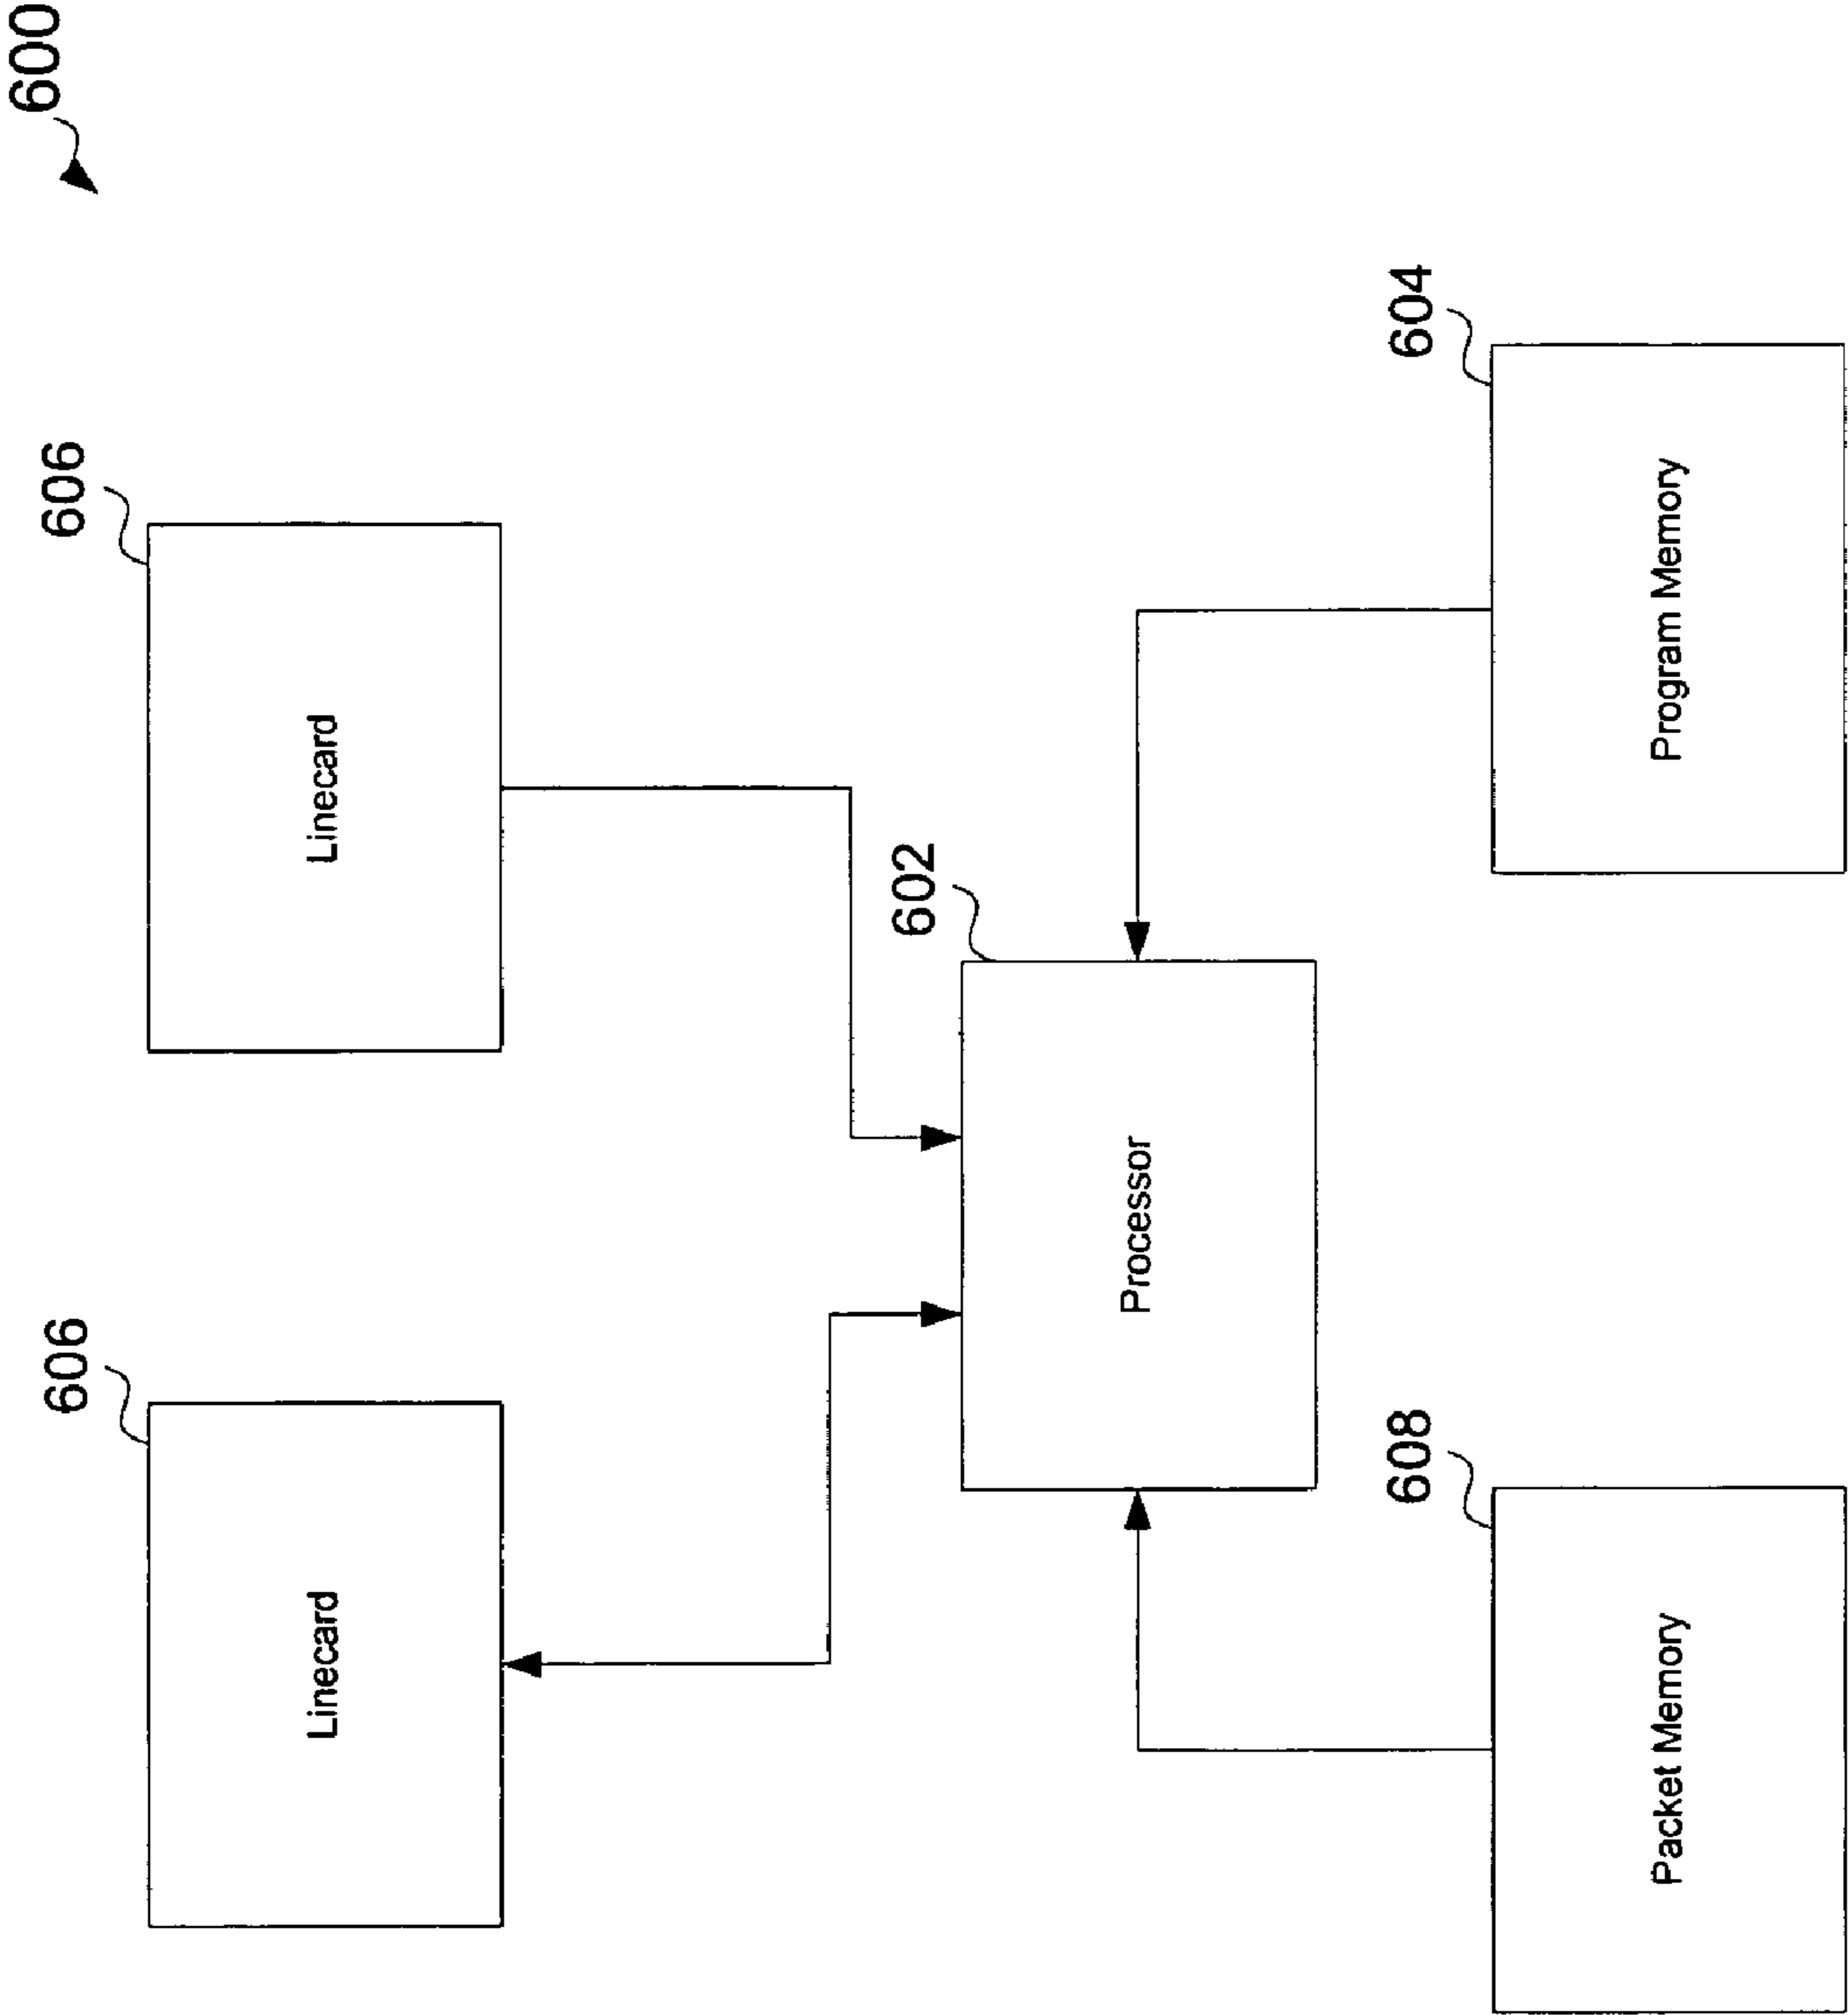 600
606
Linecard
606
Linecard
602
Processor
608
Packet Memory
604
Program Memory